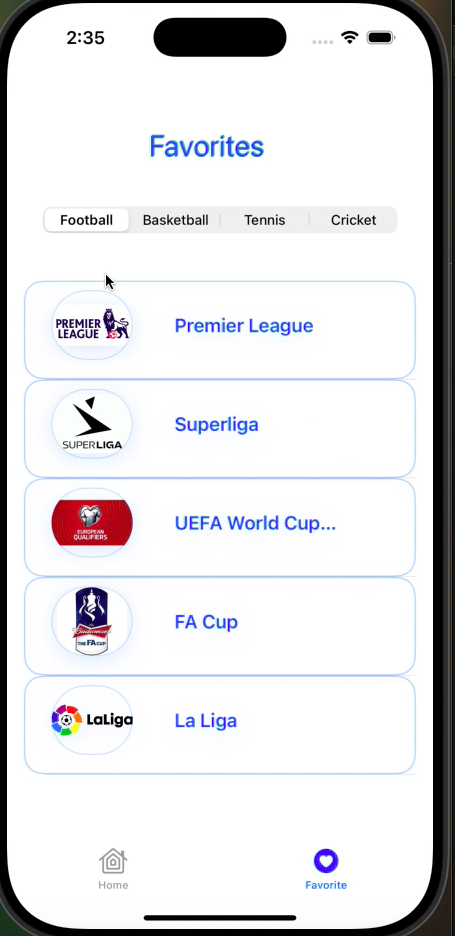 2:35
Favorites
Football Basketball Tennis Cricket
PREMIER
LEAGUE
Premier League
SUPERLIGA
Superliga
EUROPEAN
QUALIFIERS
UEFA World Cup...
Budweiser
THE FA CUP
FA Cup
LaLiga
La Liga
Home Favorite